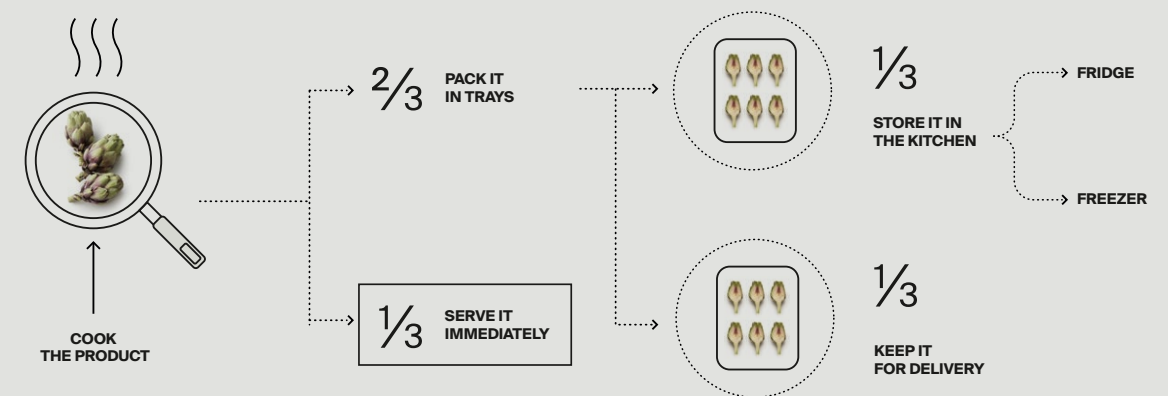 COOK
THE PRODUCT
2/3
PACK IT
IN TRAYS
1/3
SERVE IT
IMMEDIATELY
1/3
STORE IT IN
THE KITCHEN
FRIDGE
FREEZER
1/3
KEEP IT
FOR DELIVERY